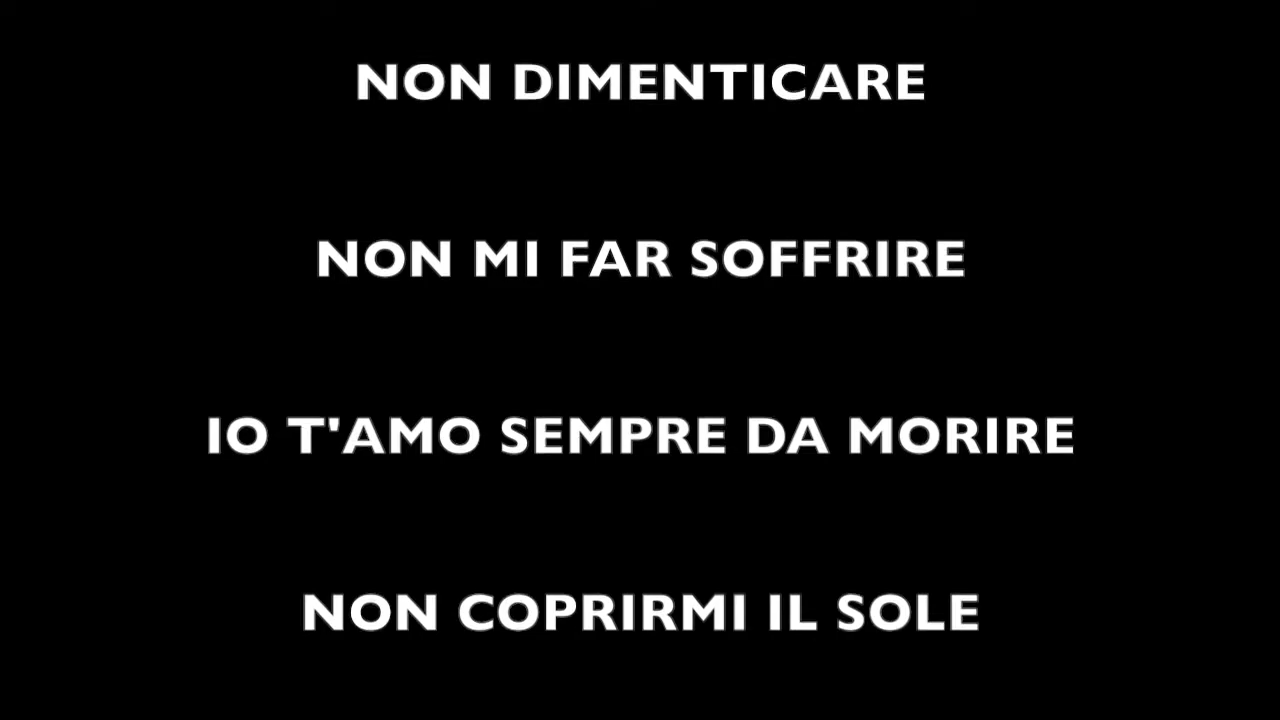 NON DIMENTICARE
NON MI FAR SOFFRIRE
IO T'AMO SEMPRE DA MORIRE
NON COPRIRMI IL SOLE